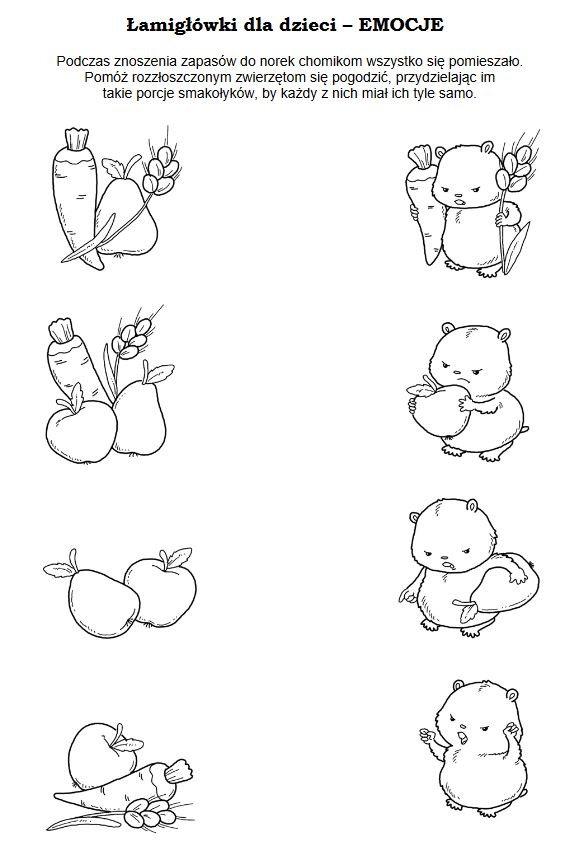 Łamigłówki dla dzieci – EMOCJE
Podczas znoszenia zapasów do norek chomikom wszystko się pomieszało.
Pomóż rozzłoszczonym zwierzętom się pogodzić, przydzielając im
takie porcje smakołyków, by każdy z nich miał ich tyle samo.